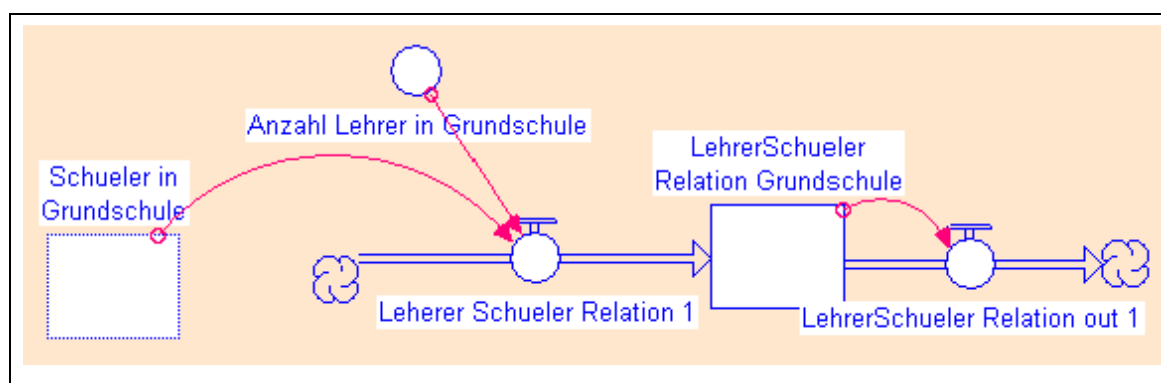 Anzahl Lehrer in Grundschule
Schueler in
Grundschule
LehrerSchueler
Relation Grundschule
Leherer Schueler Relation 1
LehrerSchueler Relation out 1